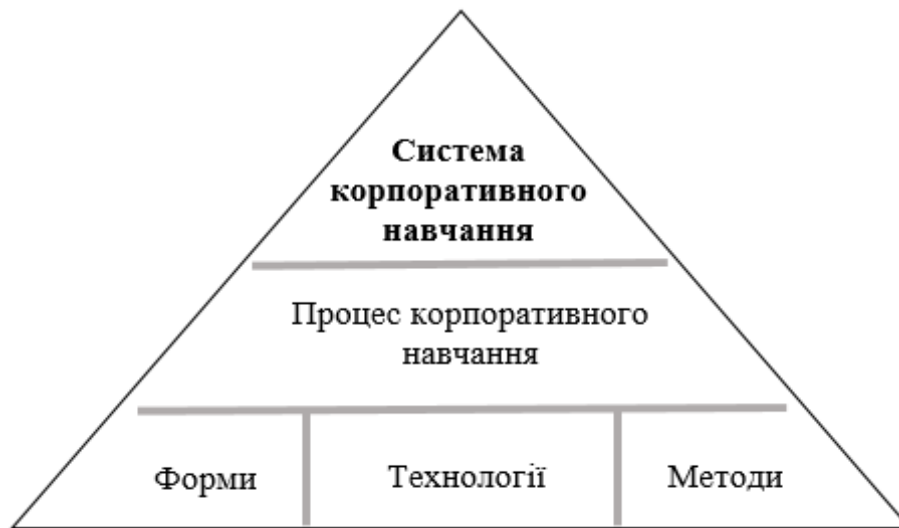 Система
корпоративного
навчання
Процес корпоративного
навчання
Форми
Технології
Методи